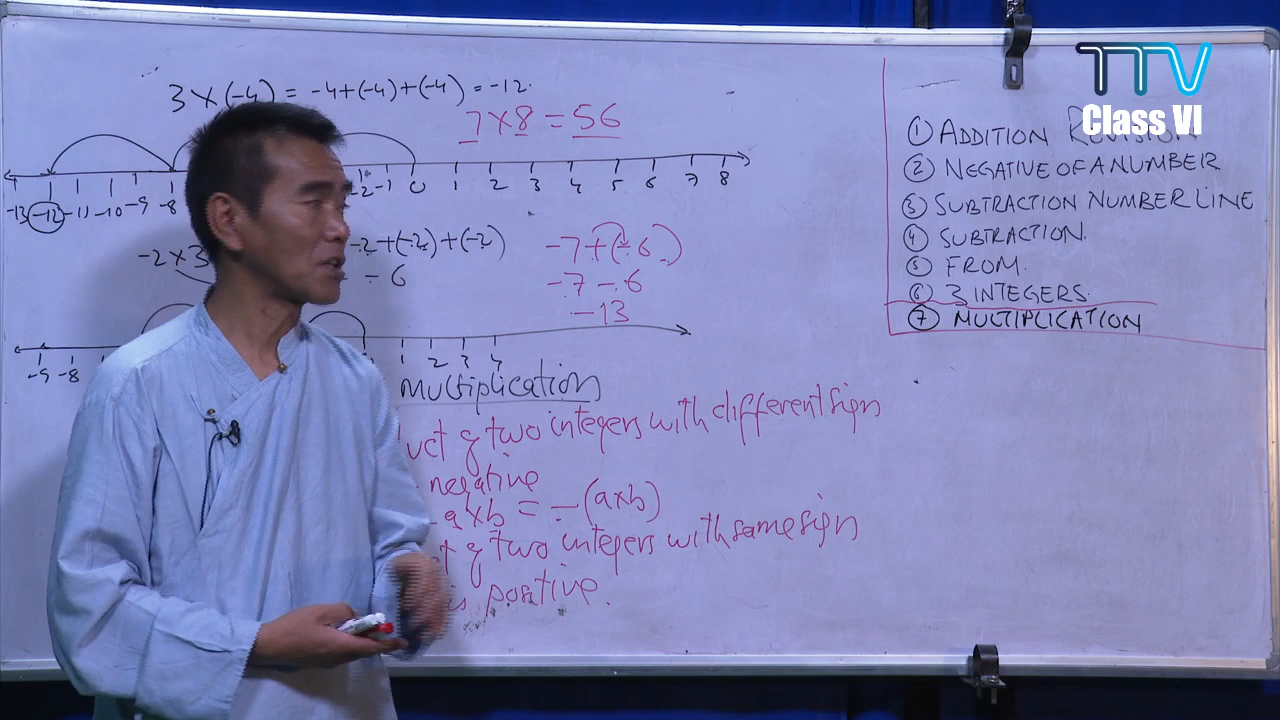 TTV
Class VI
3 × (-4) = -4+(-4)+(-4) = -12.
7 × 8 = 56
-13 -12 -11 -10 -9 -8 -2 -1 0 1 2 3 4 5 6 7 8
-2 × 3 -2 + (-2) + (-2)
- 6
-7 + (-6)
-7 - 6
-13
-9 -8 1 2 3 4
multiplication
of two integers with different sign
negative
-a×b = -(a×b)
of two integers with same sign
is positive.
① ADDITION REVISION
② NEGATIVE OF A NUMBER
③ SUBTRACTION NUMBER LINE
④ SUBTRACTION.
⑤ FROM.
⑥ 3 INTEGERS.
⑦ MULTIPLICATION